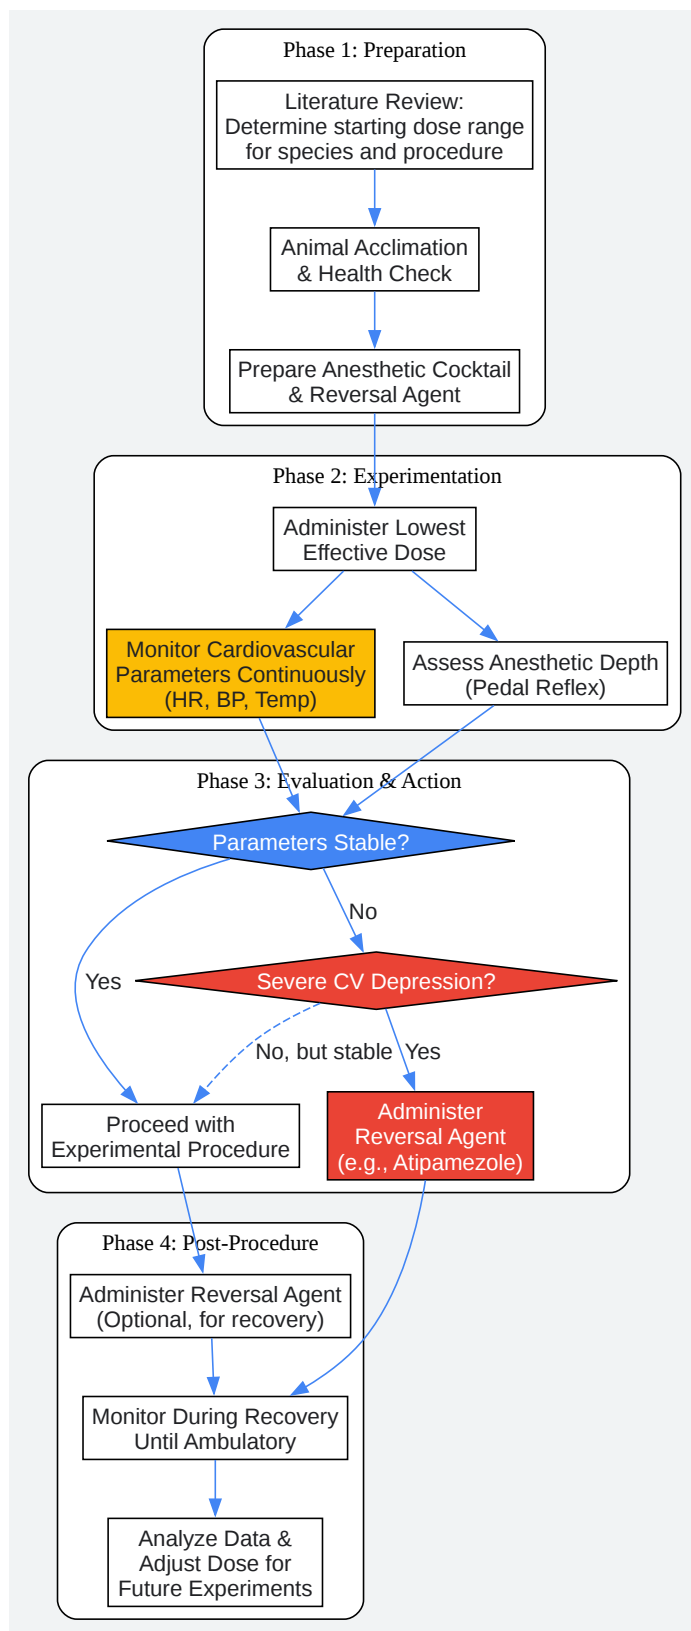 Phase 1: Preparation
Literature Review:
Determine starting dose range
for species and procedure
Animal Acclimation
& Health Check
Prepare Anesthetic Cocktail
& Reversal Agent
Phase 2: Experimentation
Administer Lowest
Effective Dose
Monitor Cardiovascular
Parameters Continuously
(HR, BP, Temp)
Assess Anesthetic Depth
(Pedal Reflex)
Phase 3: Evaluation & Action
Parameters Stable?
No
Yes
Severe CV Depression?
No, but stable
Yes
Proceed with
Experimental Procedure
Administer
Reversal Agent
(e.g., Atipamezole)
Phase 4: Post-Procedure
Administer Reversal Agent
(Optional, for recovery)
Monitor During Recovery
Until Ambulatory
Analyze Data &
Adjust Dose for
Future Experiments